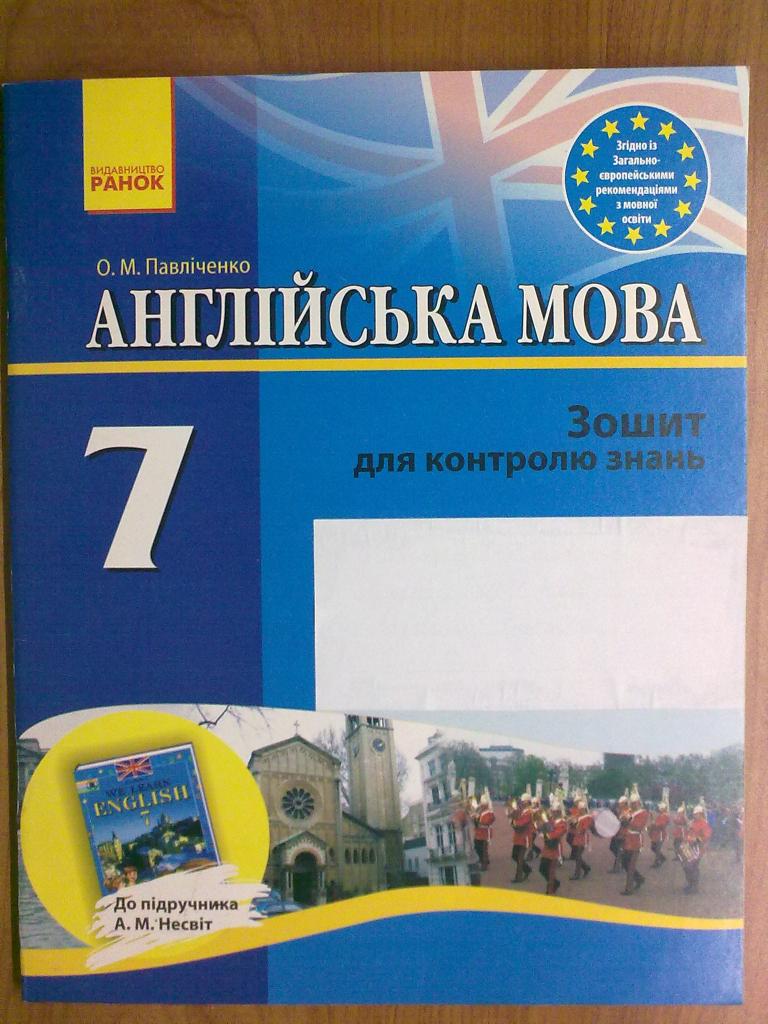 ВИДАВНИЦТВО
РАНОК
Згідно із
Загально-
європейськими
рекомендаціями
з мовної
освіти
О. М. Павліченко
АНГЛІЙСЬКА МОВА
7
Зошит
для контролю знань
WE LEARN
ENGLISH
7
До підручника
А. М. Несвіт